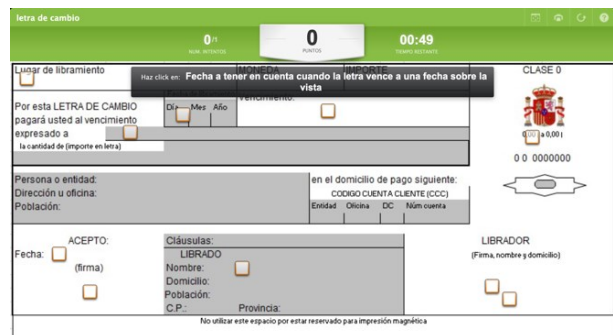 letra de cambio
0/1
NÚM. INTENTOS
0
PUNTOS
00:49
TIEMPO RESTANTE
Lugar de libramiento
MONEDA
IMPORTE
CLASE 0
Haz click en: Fecha a tener en cuenta cuando la letra vence a una fecha sobre la
vista
Por esta LETRA DE CAMBIO
pagará usted al vencimiento
expresado a
Día Mes Año
Vencimiento:
la cantidad de (importe en letra)
0,00 a 0,00
0 0 0000000
Persona o entidad:
Dirección u oficina:
Población:
en el domicilio de pago siguiente:
CODIGO CUENTA CLIENTE (CCC)
Entidad Oficina DC Núm cuenta
ACEPTO:
Fecha:
(firma)
Cláusulas:
LIBRADO
Nombre:
Domicilio:
Población:
C.P.: Provincia:
LIBRADOR
(Firma, nombre y domicilio)
No utilizar este espacio por estar reservado para impresión magnética